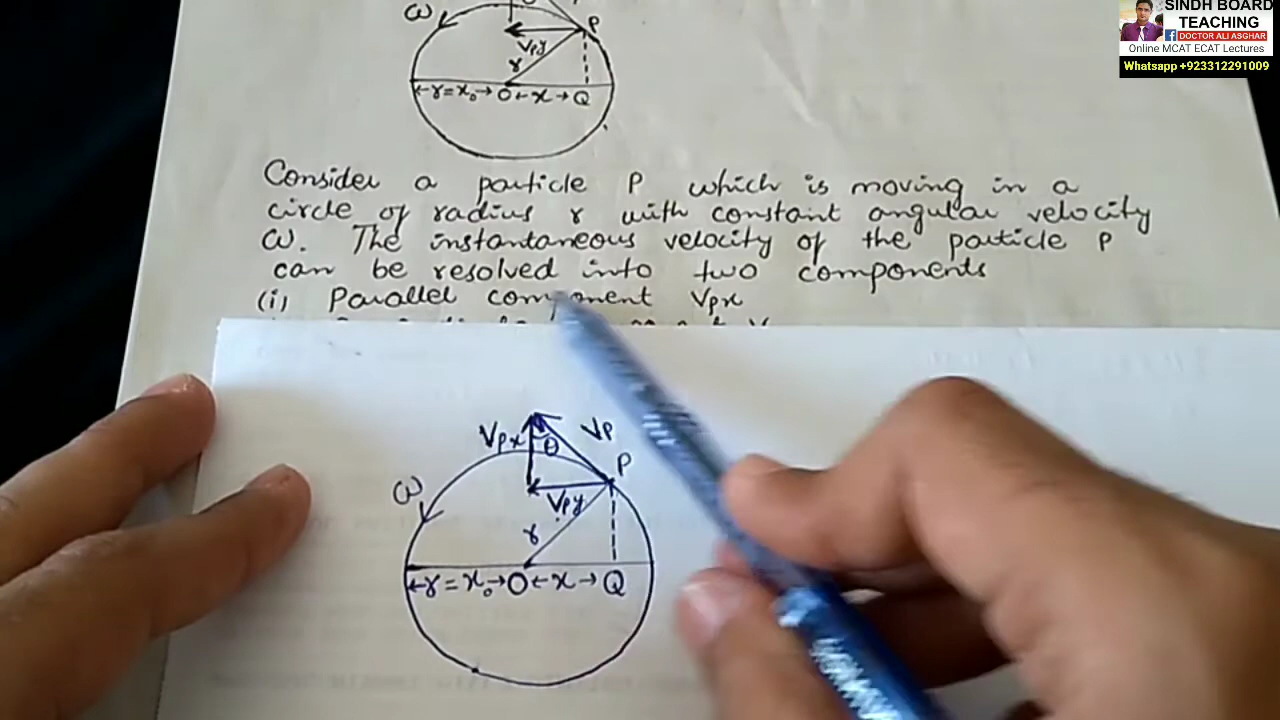 SINDH BOARD
TEACHING
DOCTOR ALI ASGHAR
Online MCAT ECAT Lectures
Whatsapp +923312291009
ω
P
Vpy
r
←r=x₀→O←x→Q
Consider a particle P which is moving in a
circle of radius r with constant angular velocity
ω. The instantaneous velocity of the particle P
can be resolved into two components
(i) Parallel component Vpx
Vpx θ Vp
P
ω
Vpy
r
←r=x₀→O←x→Q